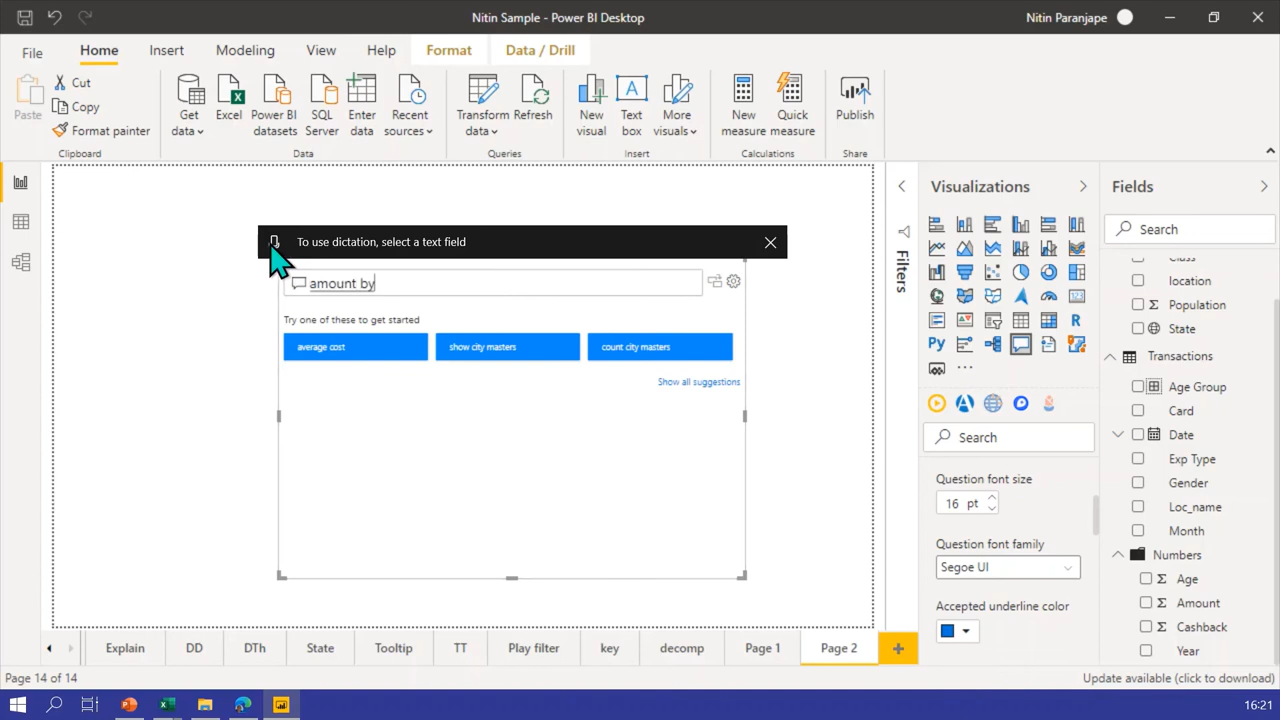 Nitin Sample - Power BI Desktop
Nitin Paranjape
File
Home
Insert
Modeling
View
Help
Format
Data / Drill
Paste
Cut
Copy
Format painter
Clipboard
Get data
Excel
Power BI datasets
SQL Server
Enter data
Recent sources
Data
Transform data
Refresh
Queries
New visual
Text box
More visuals
Insert
New measure
Quick measure
Calculations
Publish
Share
To use dictation, select a text field
amount by
Try one of these to get started
average cost
show city masters
count city masters
Show all suggestions
Filters
Visualizations
R
Py
Search
Question font size
16 pt
Question font family
Segoe UI
Accepted underline color
Fields
Search
Class
location
Population
State
Transactions
Age Group
Card
Date
Exp Type
Gender
Loc_name
Month
Numbers
Age
Amount
Cashback
Year
Explain
DD
DTh
State
Tooltip
TT
Play filter
key
decomp
Page 1
Page 2
Page 14 of 14
Update available (click to download)
16:21